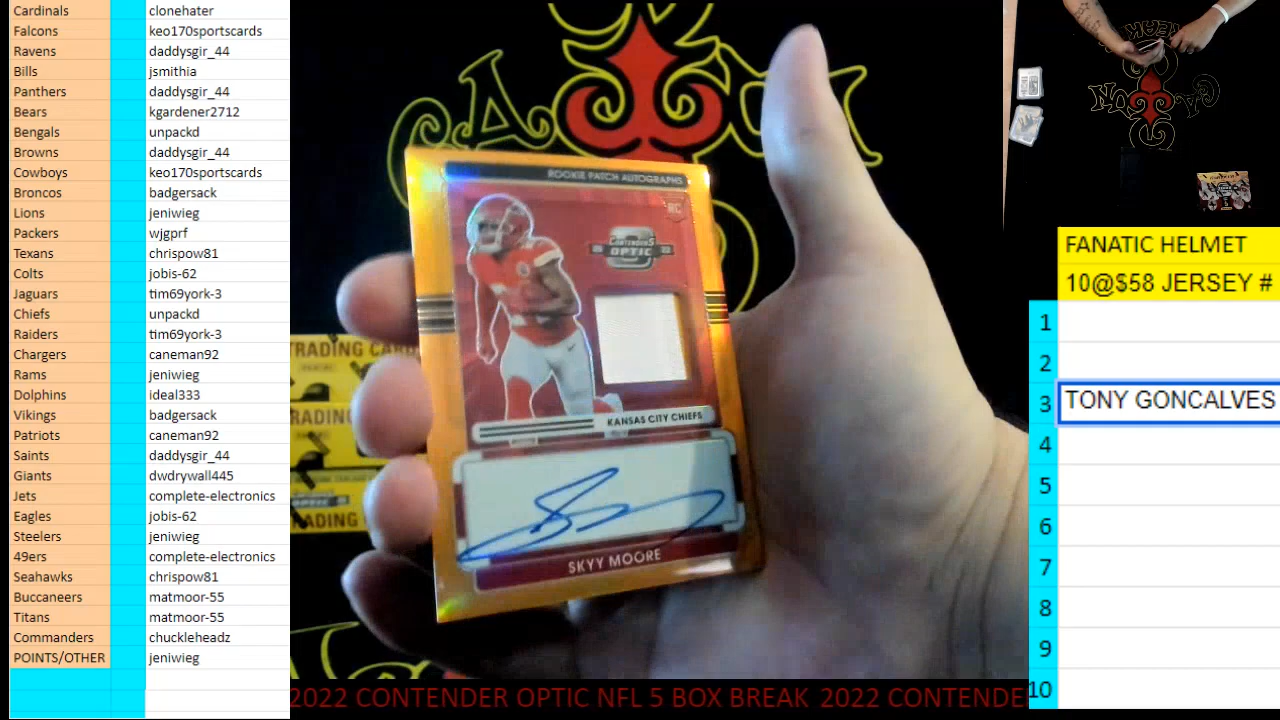 Cardinals clonehater
Falcons keo170sportscards
Ravens daddysgir_44
Bills jsmithia
Panthers daddysgir_44
Bears kgardener2712
Bengals unpackd
Browns daddysgir_44
Cowboys keo170sportscards
Broncos badgersack
Lions jeniwieg
Packers wjgprf
Texans chrispow81
Colts jobis-62
Jaguars tim69york-3
Chiefs unpackd
Raiders tim69york-3
Chargers caneman92
Rams jeniwieg
Dolphins ideal333
Vikings badgersack
Patriots caneman92
Saints daddysgir_44
Giants dwdrywall445
Jets complete-electronics
Eagles jobis-62
Steelers jeniwieg
49ers complete-electronics
Seahawks chrispow81
Buccaneers matmoor-55
Titans matmoor-55
Commanders chuckleheadz
POINTS/OTHER jeniwieg
ROOKIE PATCH AUTOGRAPHS
RC
CONTENDERS
20 OPTIC 22
KANSAS CITY CHIEFS
SKYY MOORE
TRADING CARD
TRADING
TRADING
2022 CONTENDER OPTIC NFL 5 BOX BREAK 2022 CONTENDE
FANATIC HELMET
10@$58 JERSEY #
1
2
3 TONY GONCALVES
4
5
6
7
8
9
10